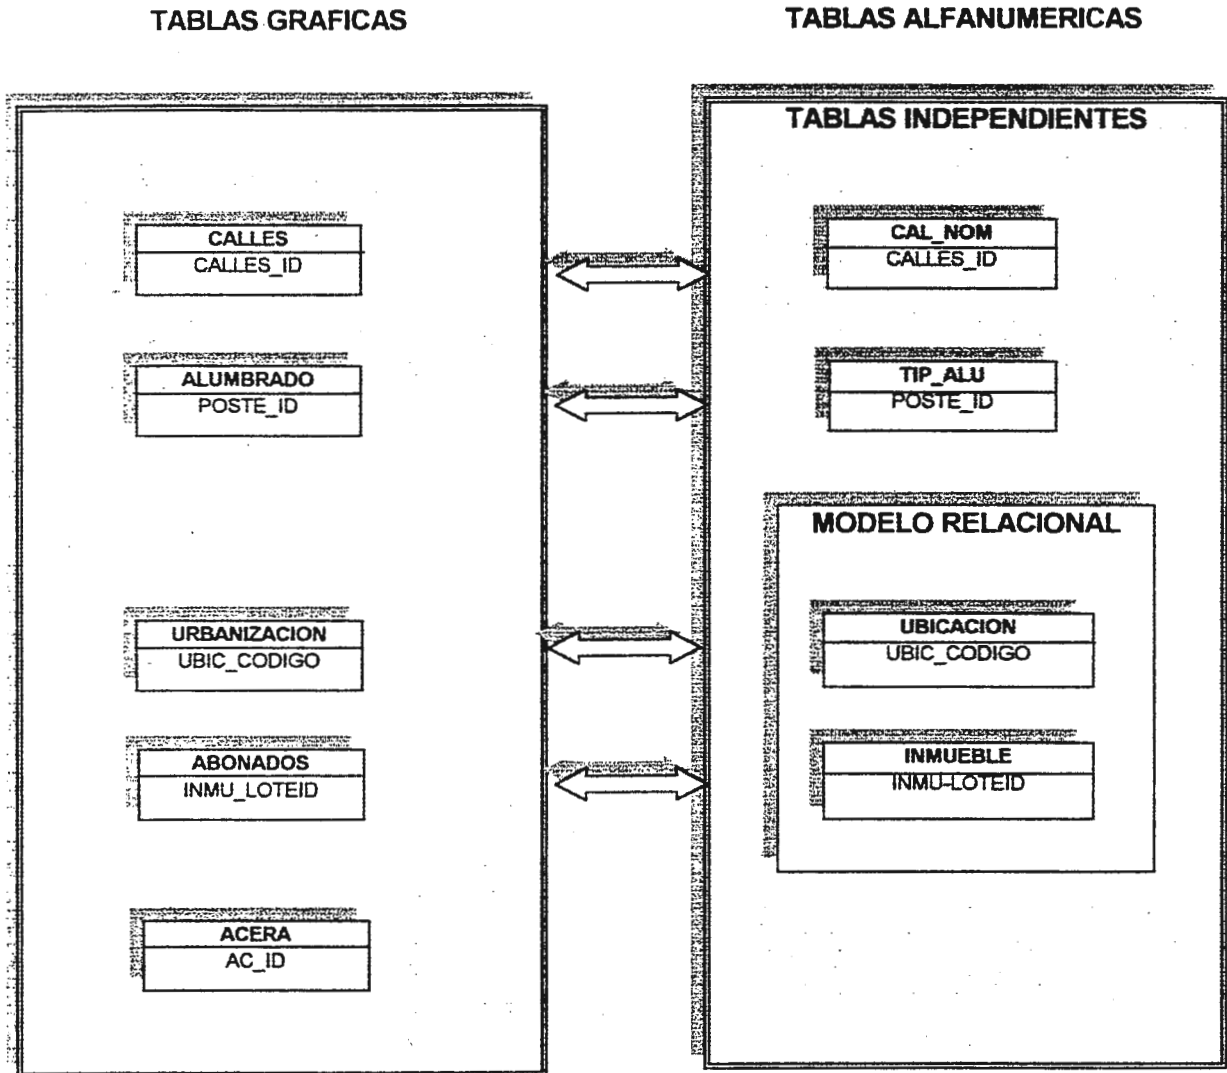 TABLAS GRAFICAS
TABLAS ALFANUMERICAS
TABLAS INDEPENDIENTES
CALLES
CALLES_ID
CAL_NOM
CALLES_ID
ALUMBRADO
POSTE_ID
TIP_ALU
POSTE_ID
MODELO RELACIONAL
URBANIZACION
UBIC_CODIGO
UBICACION
UBIC_CODIGO
ABONADOS
INMU_LOTEID
INMUEBLE
INMU-LOTEID
ACERA
AC_ID